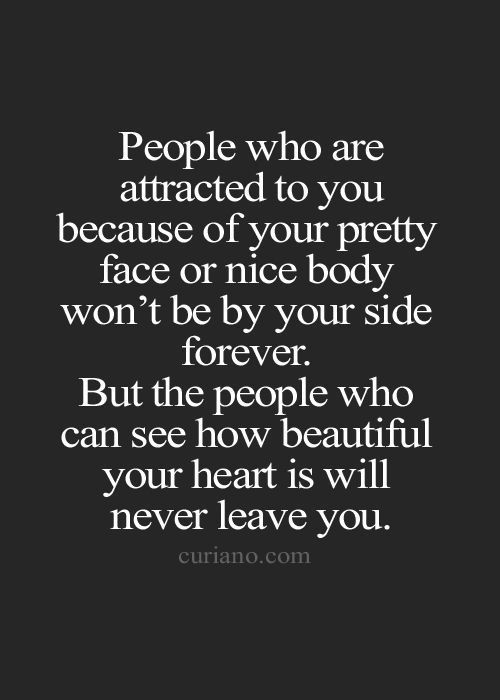 People who are
attracted to you
because of your pretty
face or nice body
won’t be by your side
forever.
But the people who
can see how beautiful
your heart is will
never leave you.
curiano.com